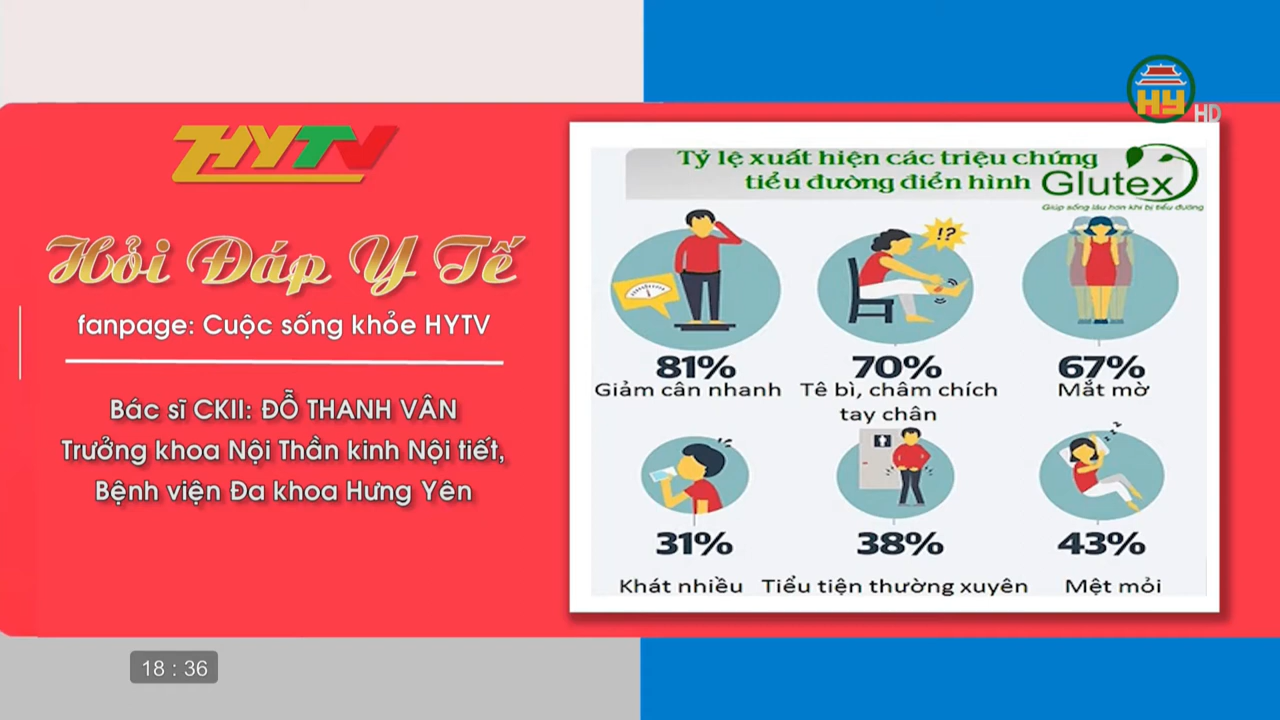 HYTV
Hỏi Đáp Y Tế
fanpage: Cuộc sống khỏe HYTV
Bác sĩ CKII: ĐỖ THANH VÂN
Trưởng khoa Nội Thần kinh Nội tiết,
Bệnh viện Đa khoa Hưng Yên
18 : 36
HY HD
Tỷ lệ xuất hiện các triệu chứng
tiểu đường điển hình
Glutex
Giúp sống lâu hơn khi bị tiểu đường
!?
81% 70% 67%
Giảm cân nhanh Tê bì, châm chích Mắt mờ
tay chân
z z z
31% 38% 43%
Khát nhiều Tiểu tiện thường xuyên Mệt mỏi